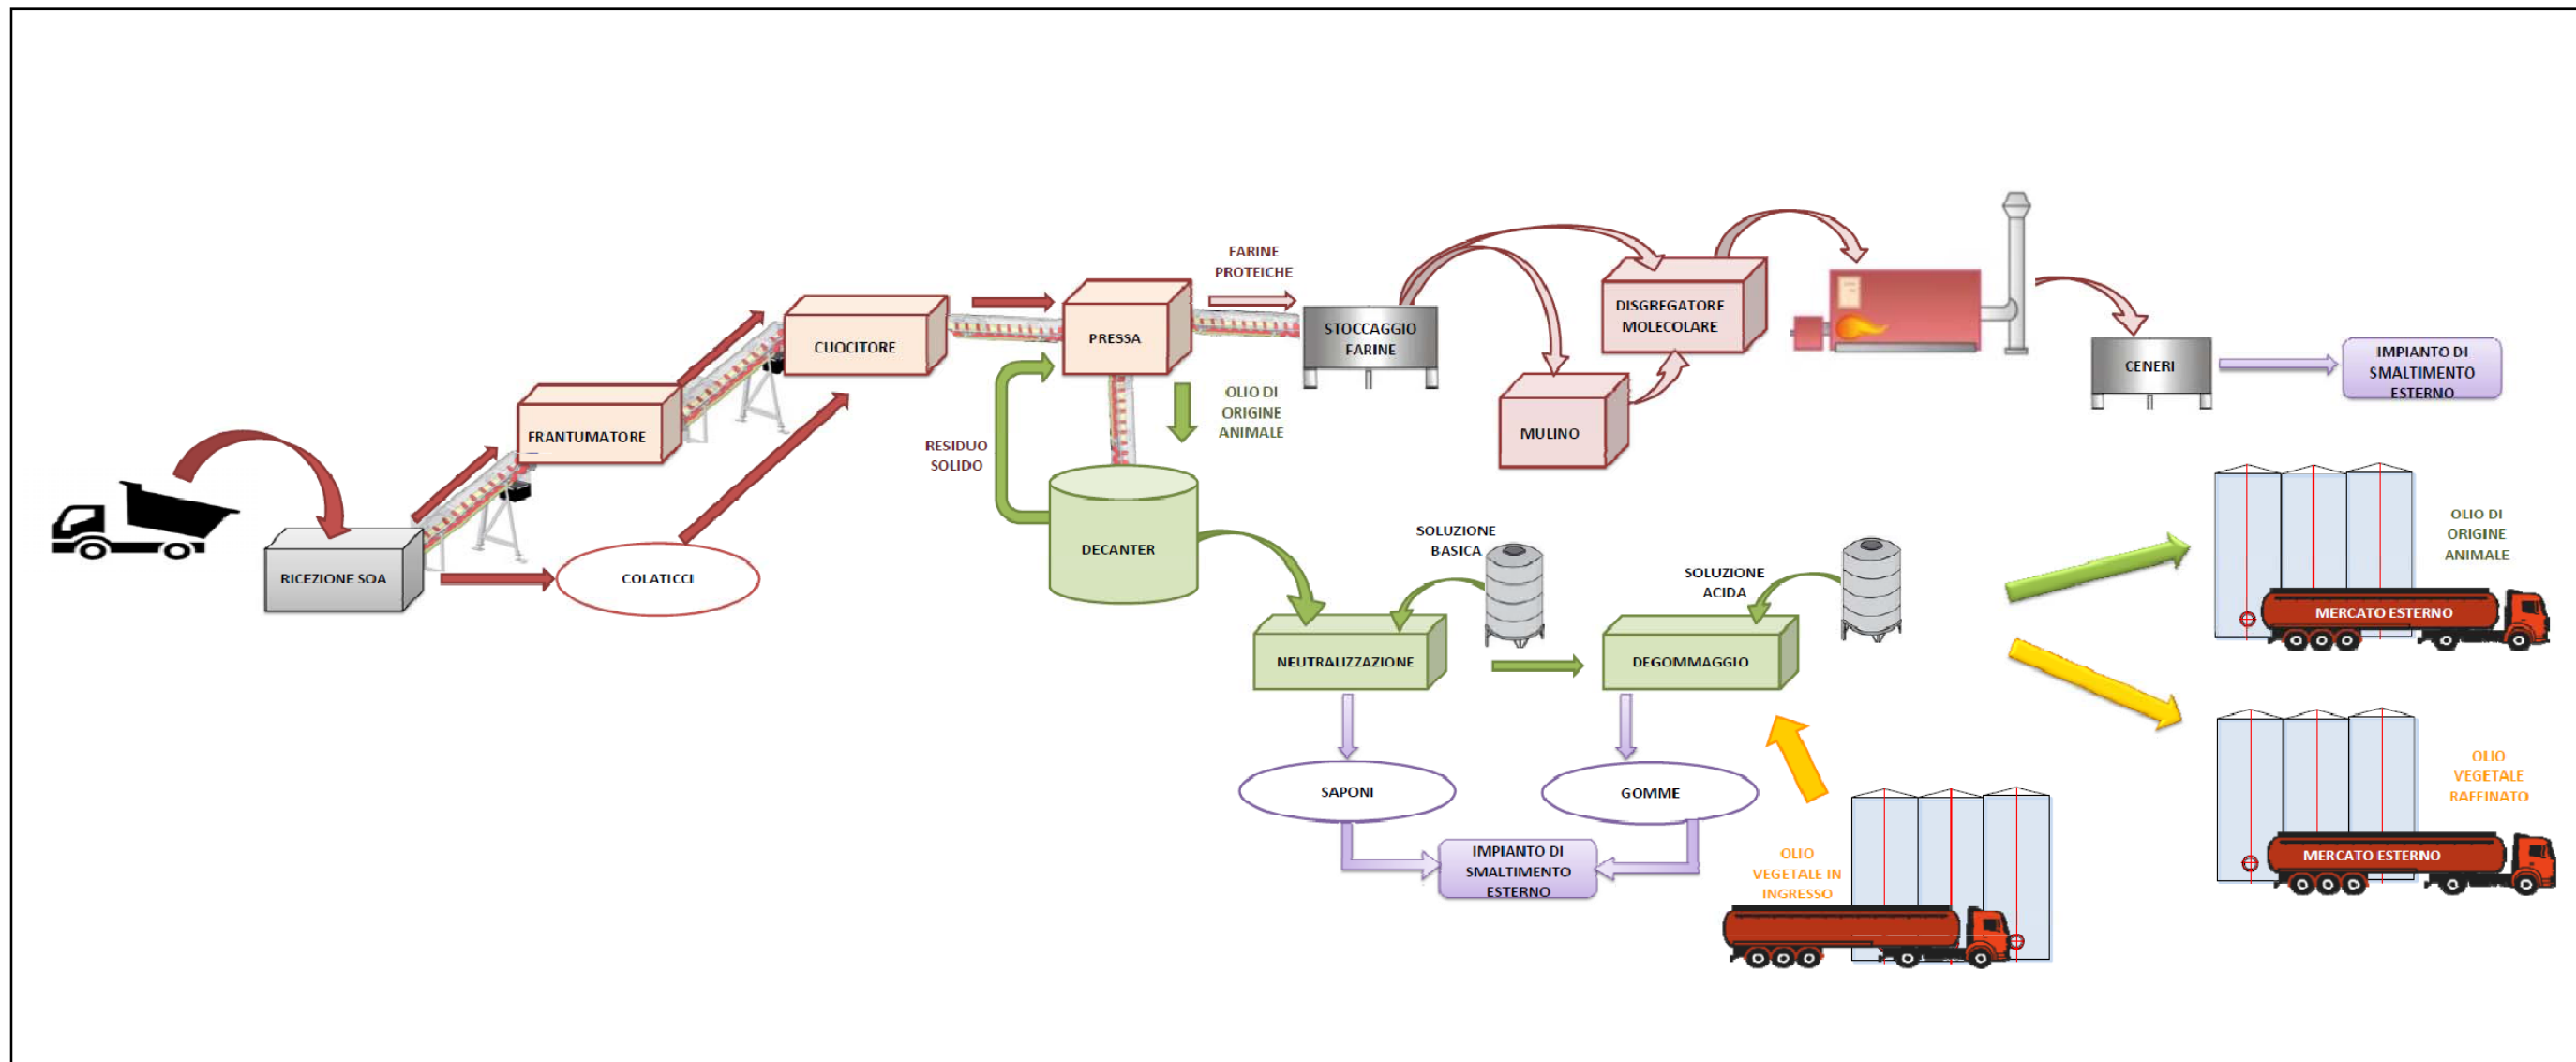 FARINE
PROTEICHE
STOCCAGGIO
FARINE
DISGREGATORE
MOLECOLARE
PRESSA
CUOCITORE
FRANTUMATORE
RICEZIONE SOA
COLATICCI
MULINO
CENERI
IMPIANTO DI
SMALTIMENTO
ESTERNO
OLIO DI
ORIGINE
ANIMALE
RESIDUO
SOLIDO
DECANTER
SOLUZIONE
BASICA
SOLUZIONE
ACIDA
NEUTRALIZZAZIONE
DEGOMMAGGIO
SAPONI
GOMME
IMPIANTO DI
SMALTIMENTO
ESTERNO
OLIO
VEGETALE IN
INGRESSO
OLIO DI
ORIGINE
ANIMALE
MERCATO ESTERNO
OLIO
VEGETALE
RAFFINATO
MERCATO ESTERNO